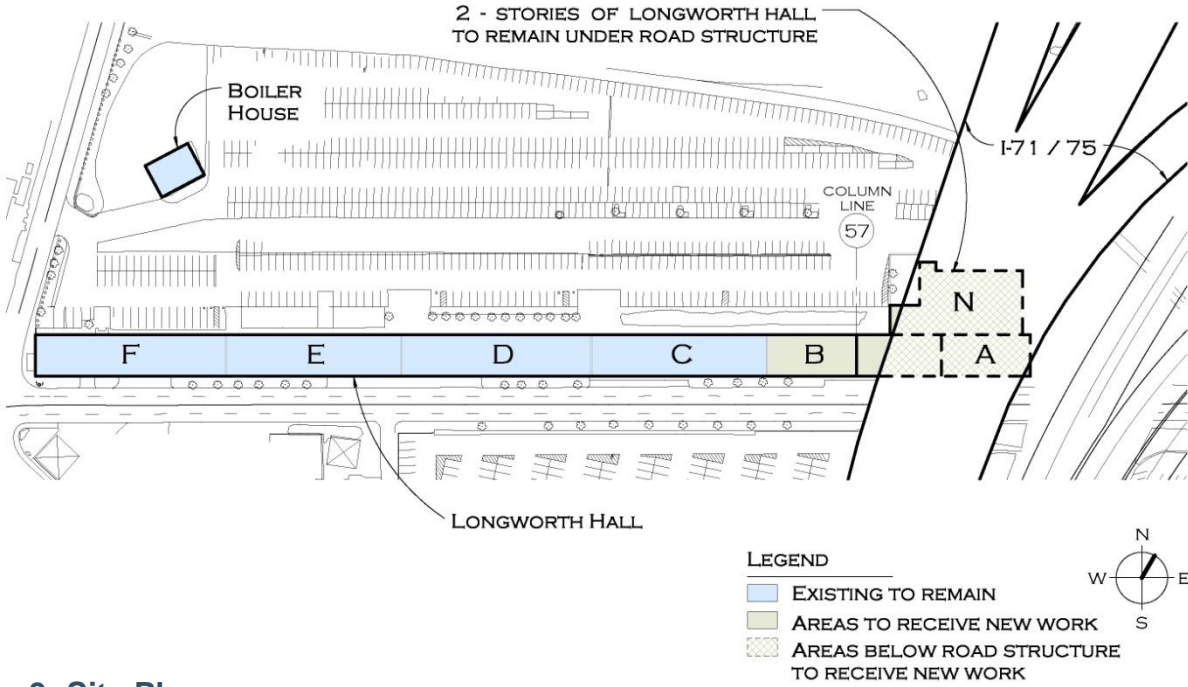 2 - STORIES OF LONGWORTH HALL
TO REMAIN UNDER ROAD STRUCTURE
BOILER
HOUSE
I-71 / 75
COLUMN
LINE
57
N
F
E
D
C
B
A
LONGWORTH HALL
LEGEND
EXISTING TO REMAIN
AREAS TO RECEIVE NEW WORK
AREAS BELOW ROAD STRUCTURE
TO RECEIVE NEW WORK
N
W
E
S